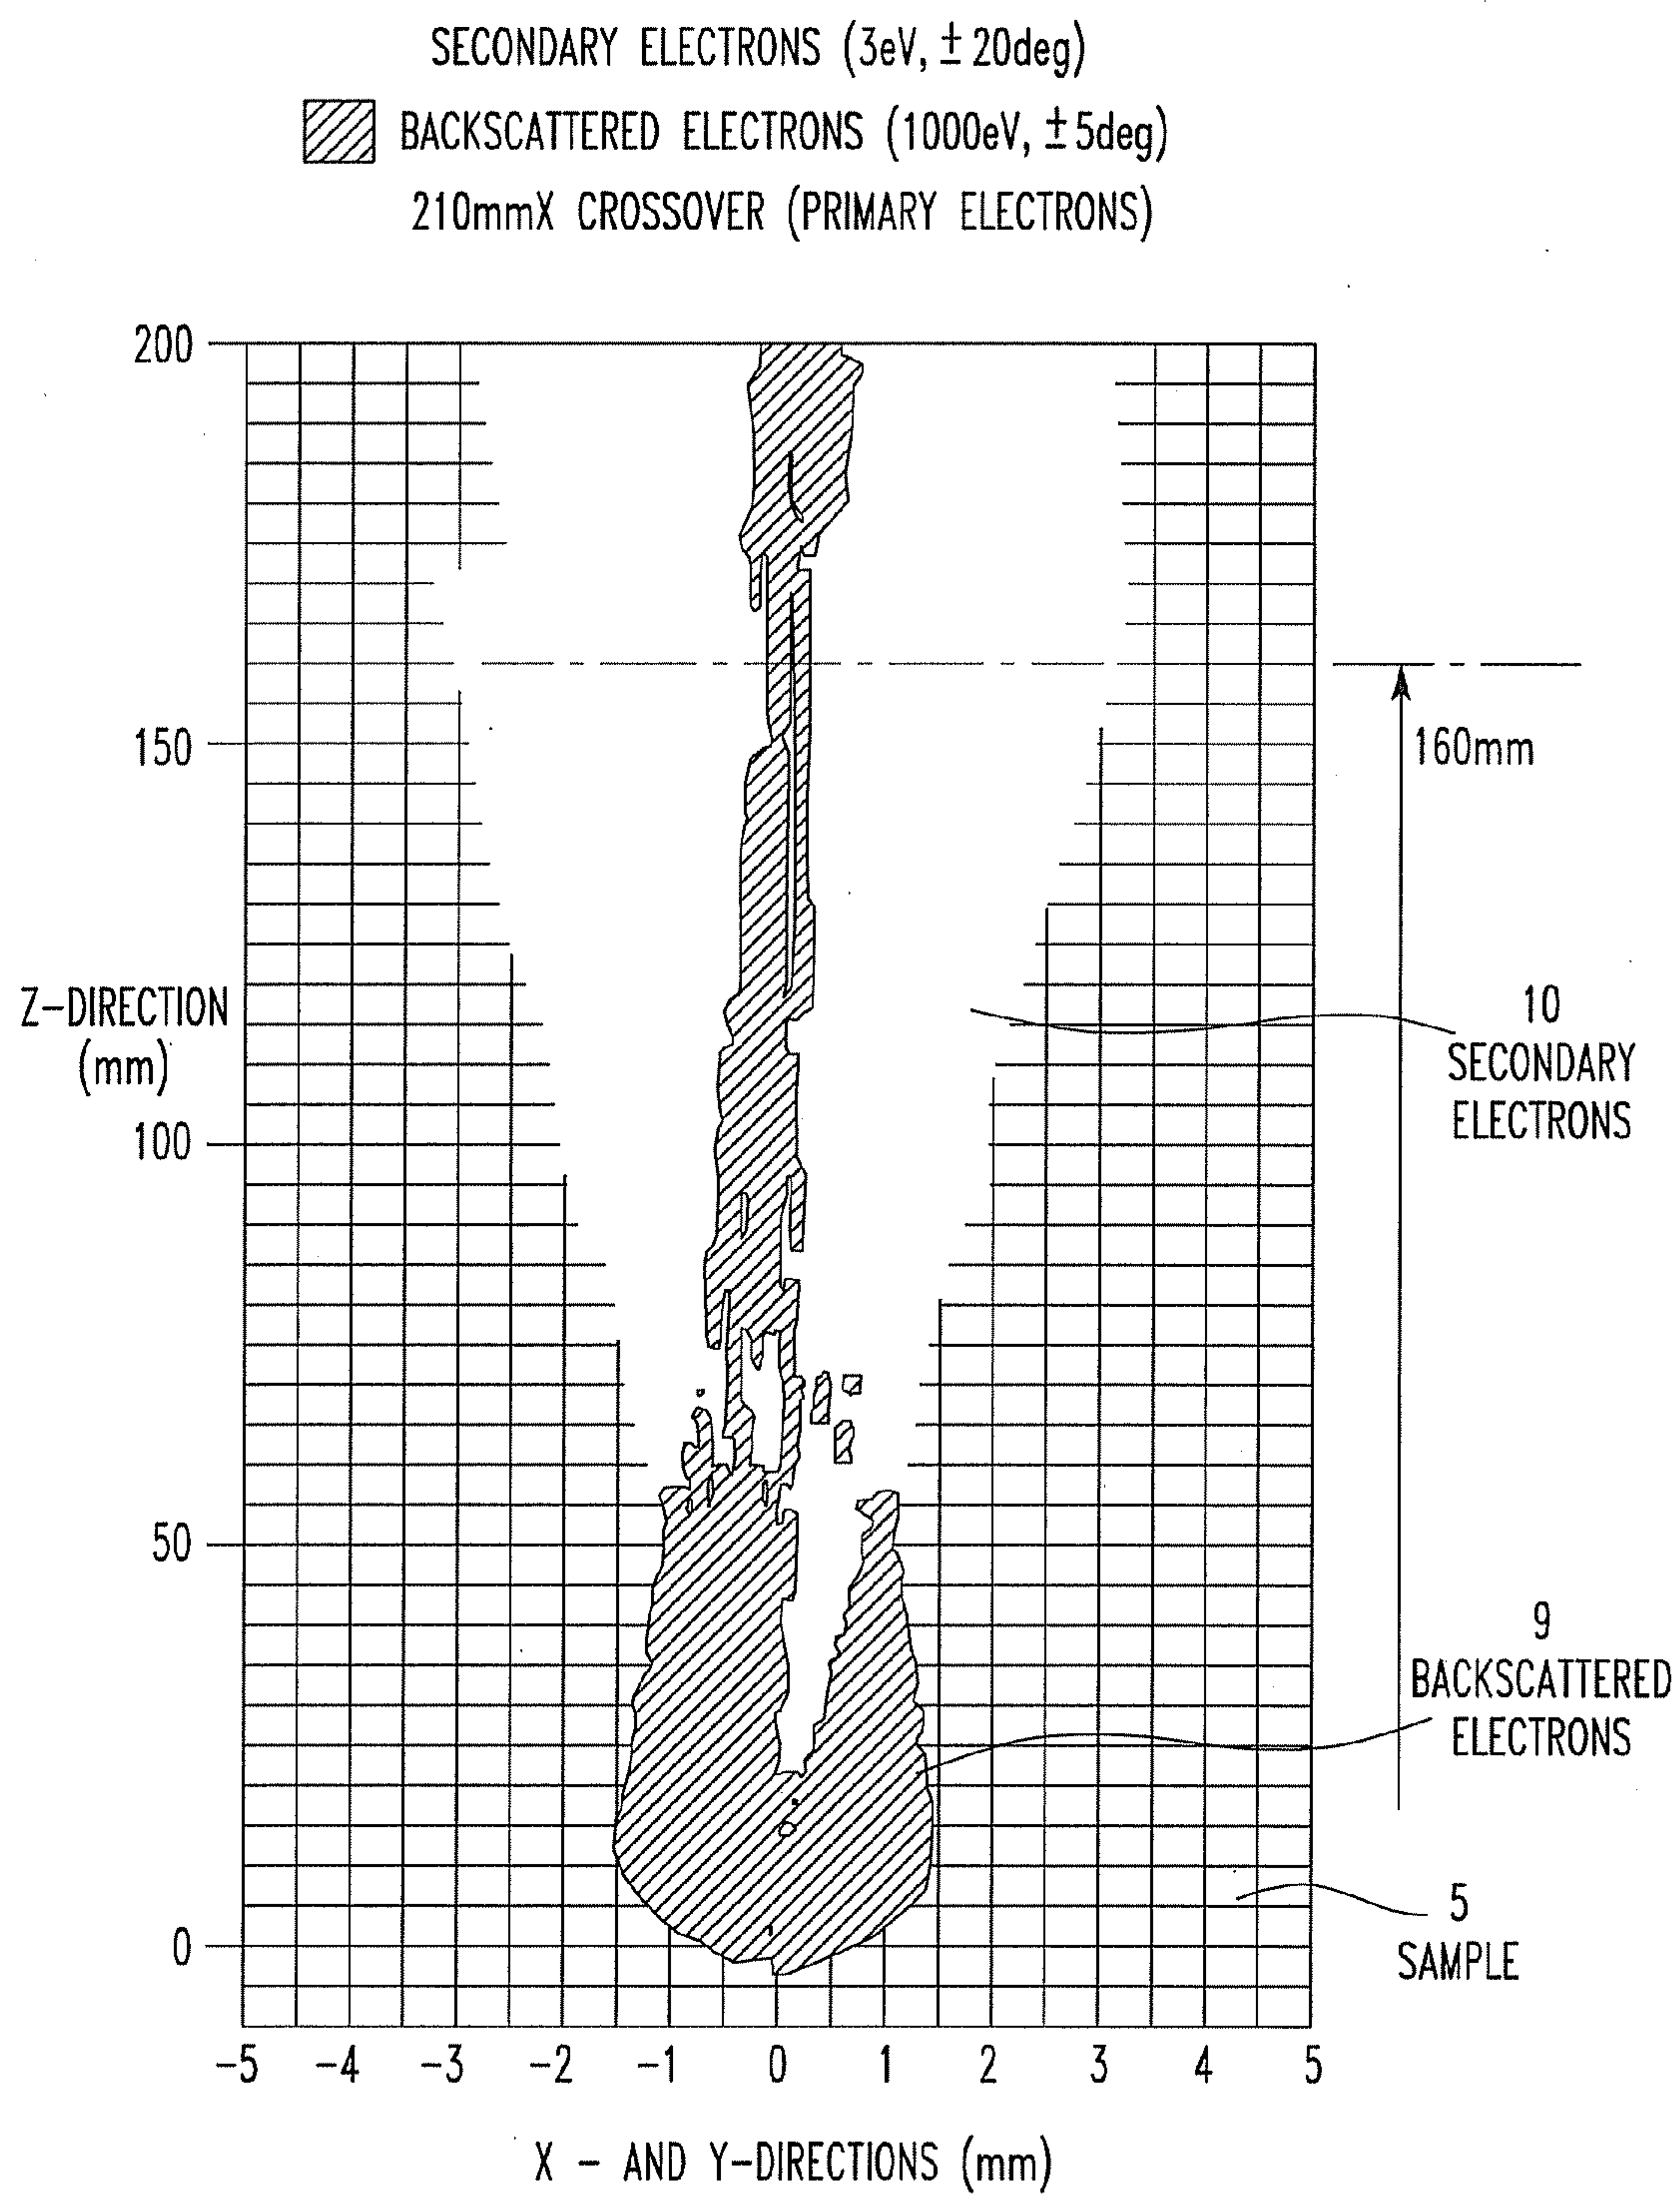 SECONDARY ELECTRONS (3eV, ± 20deg)
BACKSCATTERED ELECTRONS (1000eV, ± 5deg)
210mmX CROSSOVER (PRIMARY ELECTRONS)
200
150
160mm
Z-DIRECTION
(mm)
10
SECONDARY
ELECTRONS
100
50
9
BACKSCATTERED
ELECTRONS
5
SAMPLE
0
-5 -4 -3 -2 -1 0 1 2 3 4 5
X - AND Y-DIRECTIONS (mm)